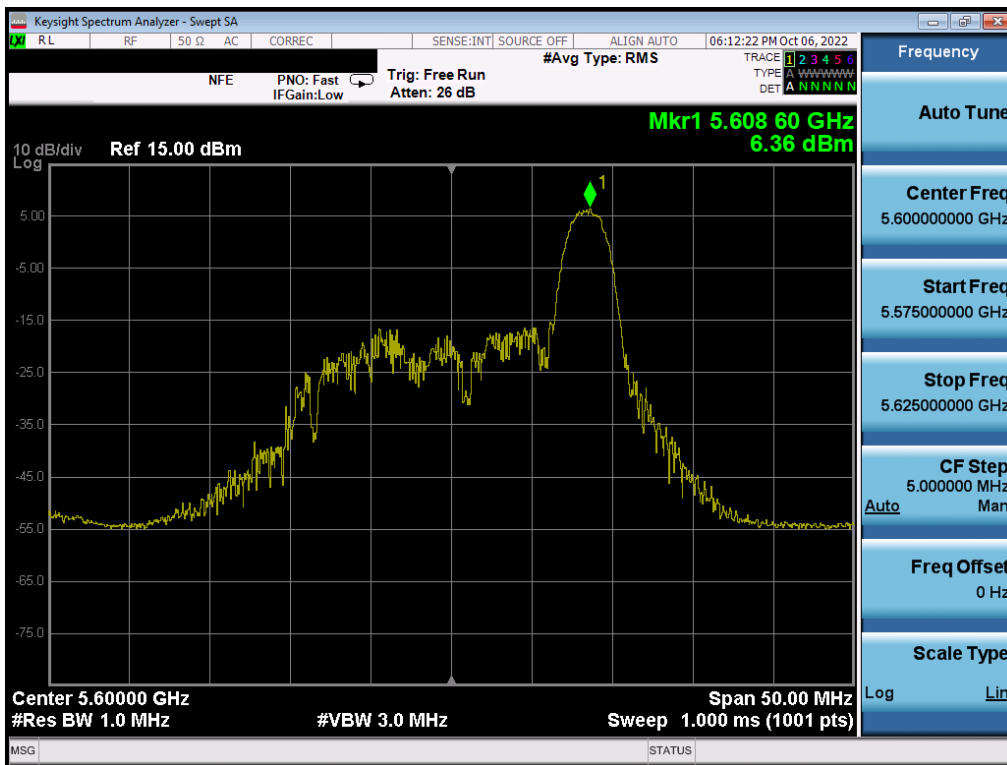 Keysight Spectrum Analyzer - Swept SA
LXI RL RF 50 Ω AC CORREC SENSE:INT SOURCE OFF ALIGN AUTO 06:12:22 PM Oct 06, 2022
#Avg Type: RMS
NFE PNO: Fast Trig: Free Run
IFGain:Low Atten: 26 dB
TRACE 1 2 3 4 5 6
TYPE A WWWWW
DET A N N N N N
Mkr1 5.608 60 GHz
6.36 dBm
10 dB/div Ref 15.00 dBm
Log
1
5.00
-5.00
-15.0
-25.0
-35.0
-45.0
-55.0
-65.0
-75.0
Center 5.60000 GHz Span 50.00 MHz
#Res BW 1.0 MHz #VBW 3.0 MHz Sweep 1.000 ms (1001 pts)
MSG STATUS
Frequency
Auto Tune
Center Freq
5.600000000 GHz
Start Freq
5.575000000 GHz
Stop Freq
5.625000000 GHz
CF Step
5.000000 MHz
Auto Man
Freq Offset
0 Hz
Scale Type
Log Lin